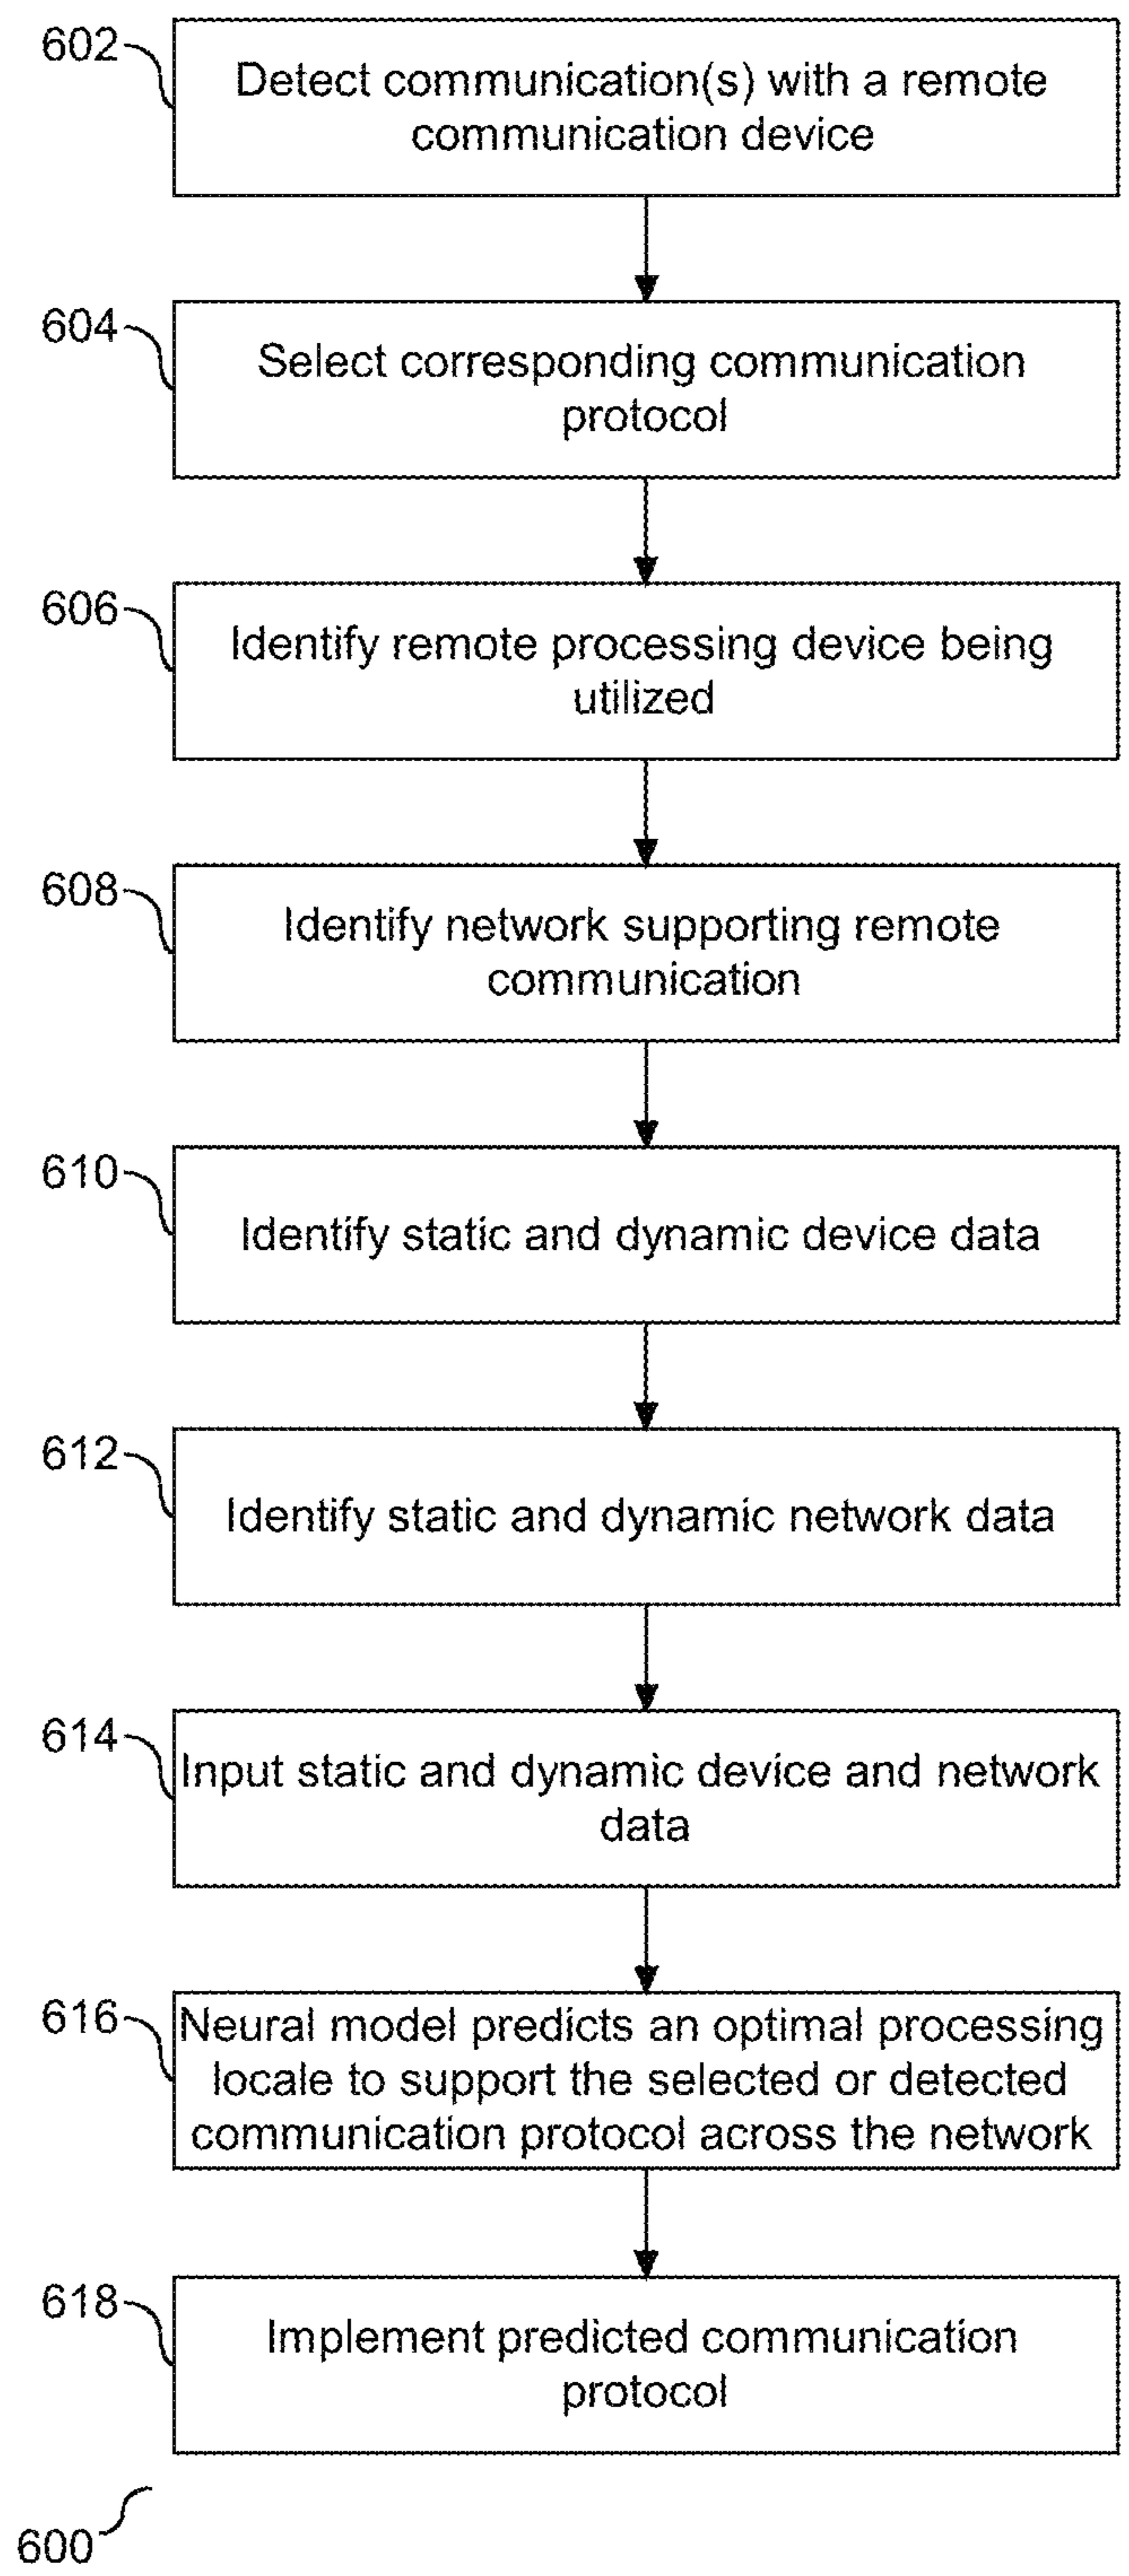 602
Detect communication(s) with a remote
communication device
604
Select corresponding communication
protocol
606
Identify remote processing device being
utilized
608
Identify network supporting remote
communication
610
Identify static and dynamic device data
612
Identify static and dynamic network data
614
Input static and dynamic device and network
data
616
Neural model predicts an optimal processing
locale to support the selected or detected
communication protocol across the network
618
Implement predicted communication
protocol
600